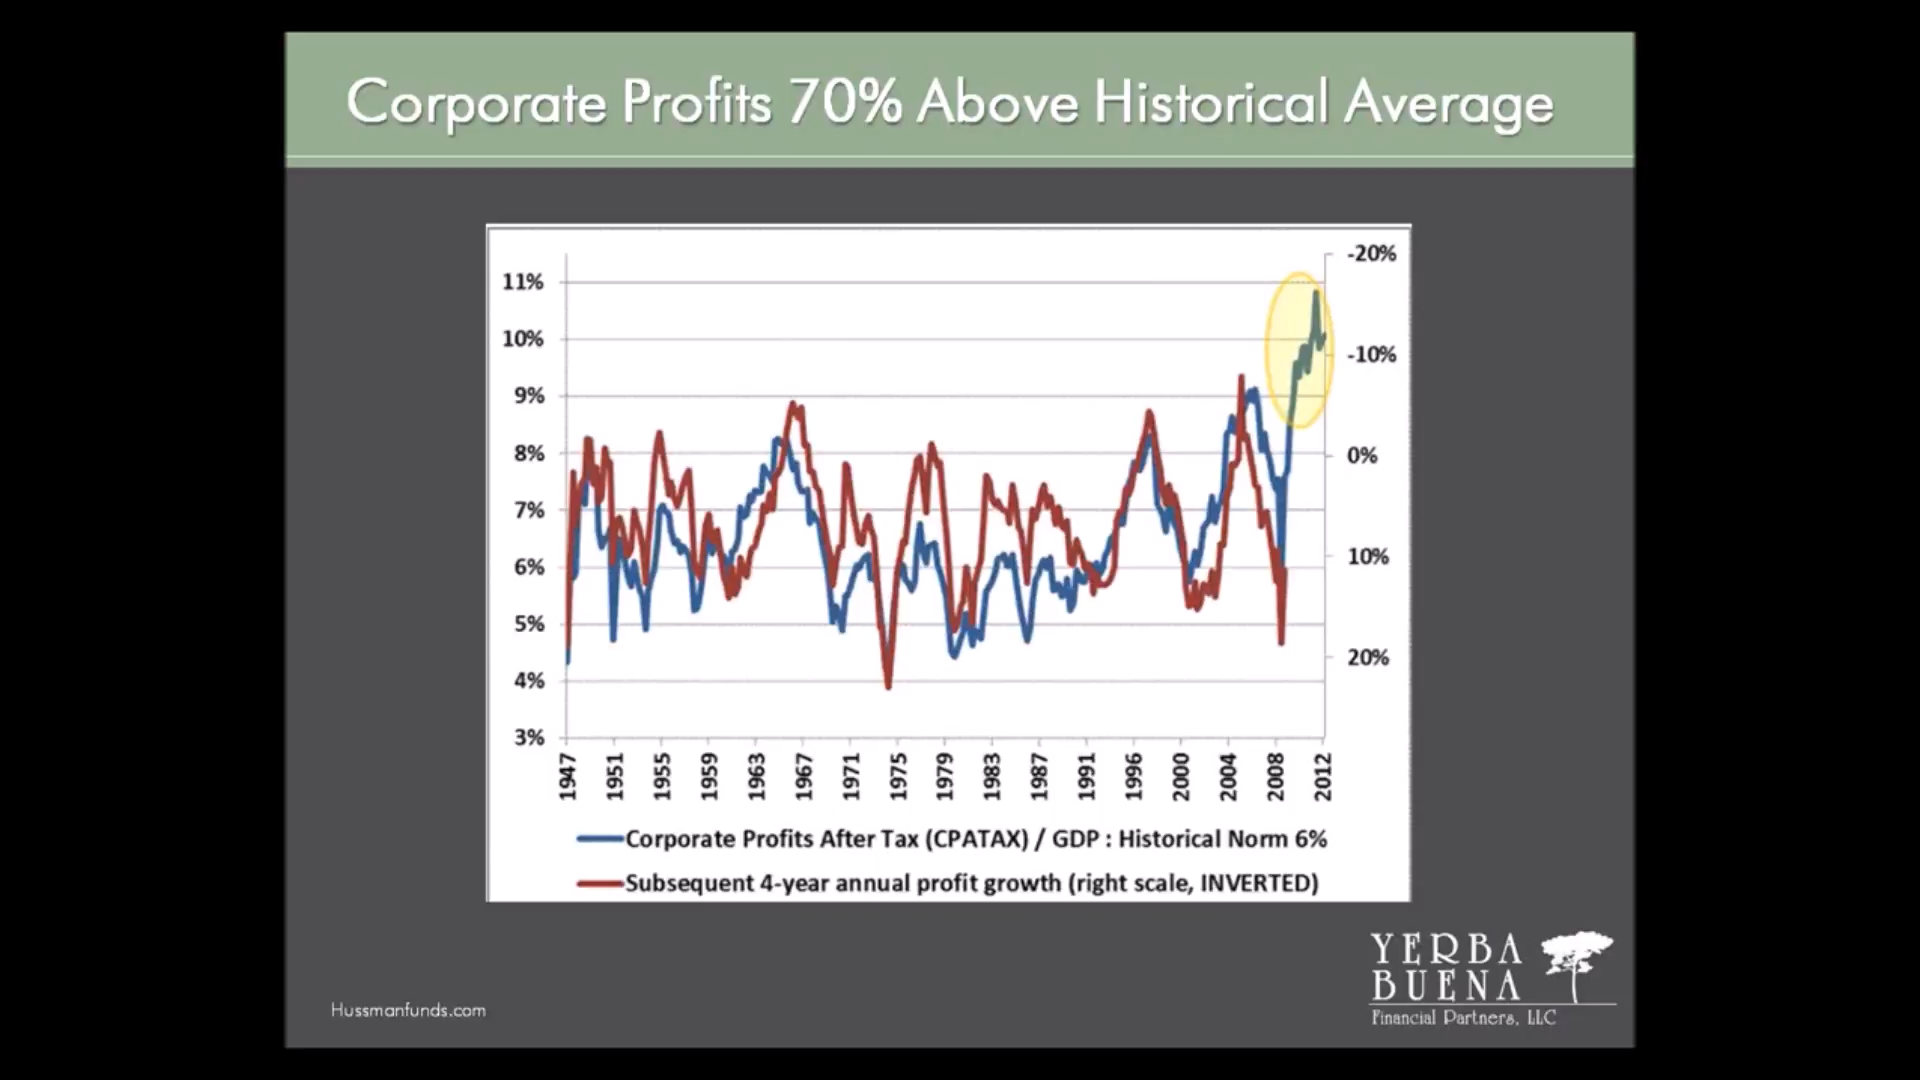 Corporate Profits 70% Above Historical Average
-20%
11%
10%
-10%
9%
8%
0%
7%
6%
10%
5%
20%
4%
3%
1947 1951 1955 1959 1963 1967 1971 1975 1979 1983 1987 1991 1996 2000 2004 2008 2012
Corporate Profits After Tax (CPATAX) / GDP : Historical Norm 6%
Subsequent 4-year annual profit growth (right scale, INVERTED)
YERBA
BUENA
Financial Partners, LLC
Hussmanfunds.com